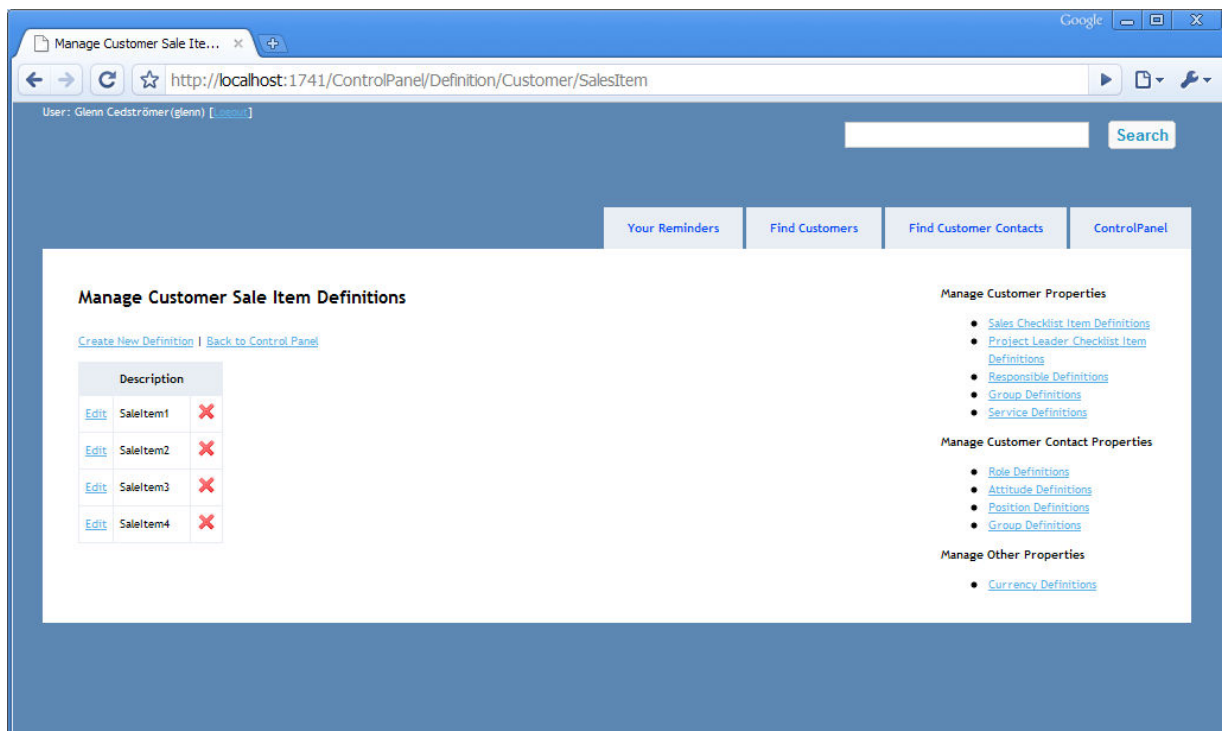 Google
Manage Customer Sale Ite...
http://localhost:1741/ControlPanel/Definition/Customer/SalesItem
User: Glenn Cedströmer(glenn) [Logout]
Search
Your Reminders
Find Customers
Find Customer Contacts
ControlPanel
Manage Customer Sale Item Definitions
Create New Definition | Back to Control Panel
Description
Edit SaleItem1
Edit SaleItem2
Edit SaleItem3
Edit SaleItem4
Manage Customer Properties
Sales Checklist Item Definitions
Project Leader Checklist Item
Definitions
Responsible Definitions
Group Definitions
Service Definitions
Manage Customer Contact Properties
Role Definitions
Attitude Definitions
Position Definitions
Group Definitions
Manage Other Properties
Currency Definitions